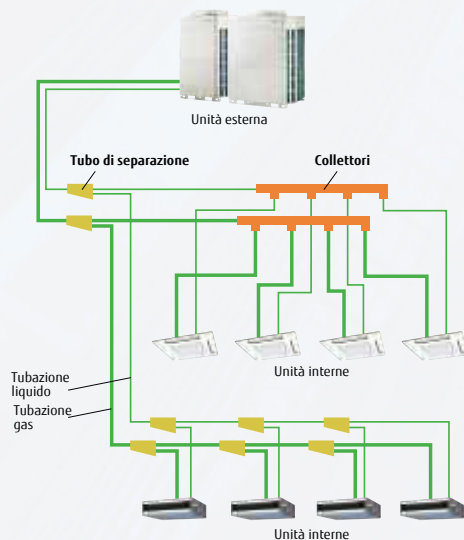 Unità esterna
Tubo di separazione
Collettori
Unità interne
Tubazione
liquido
Tubazione
gas
Unità interne